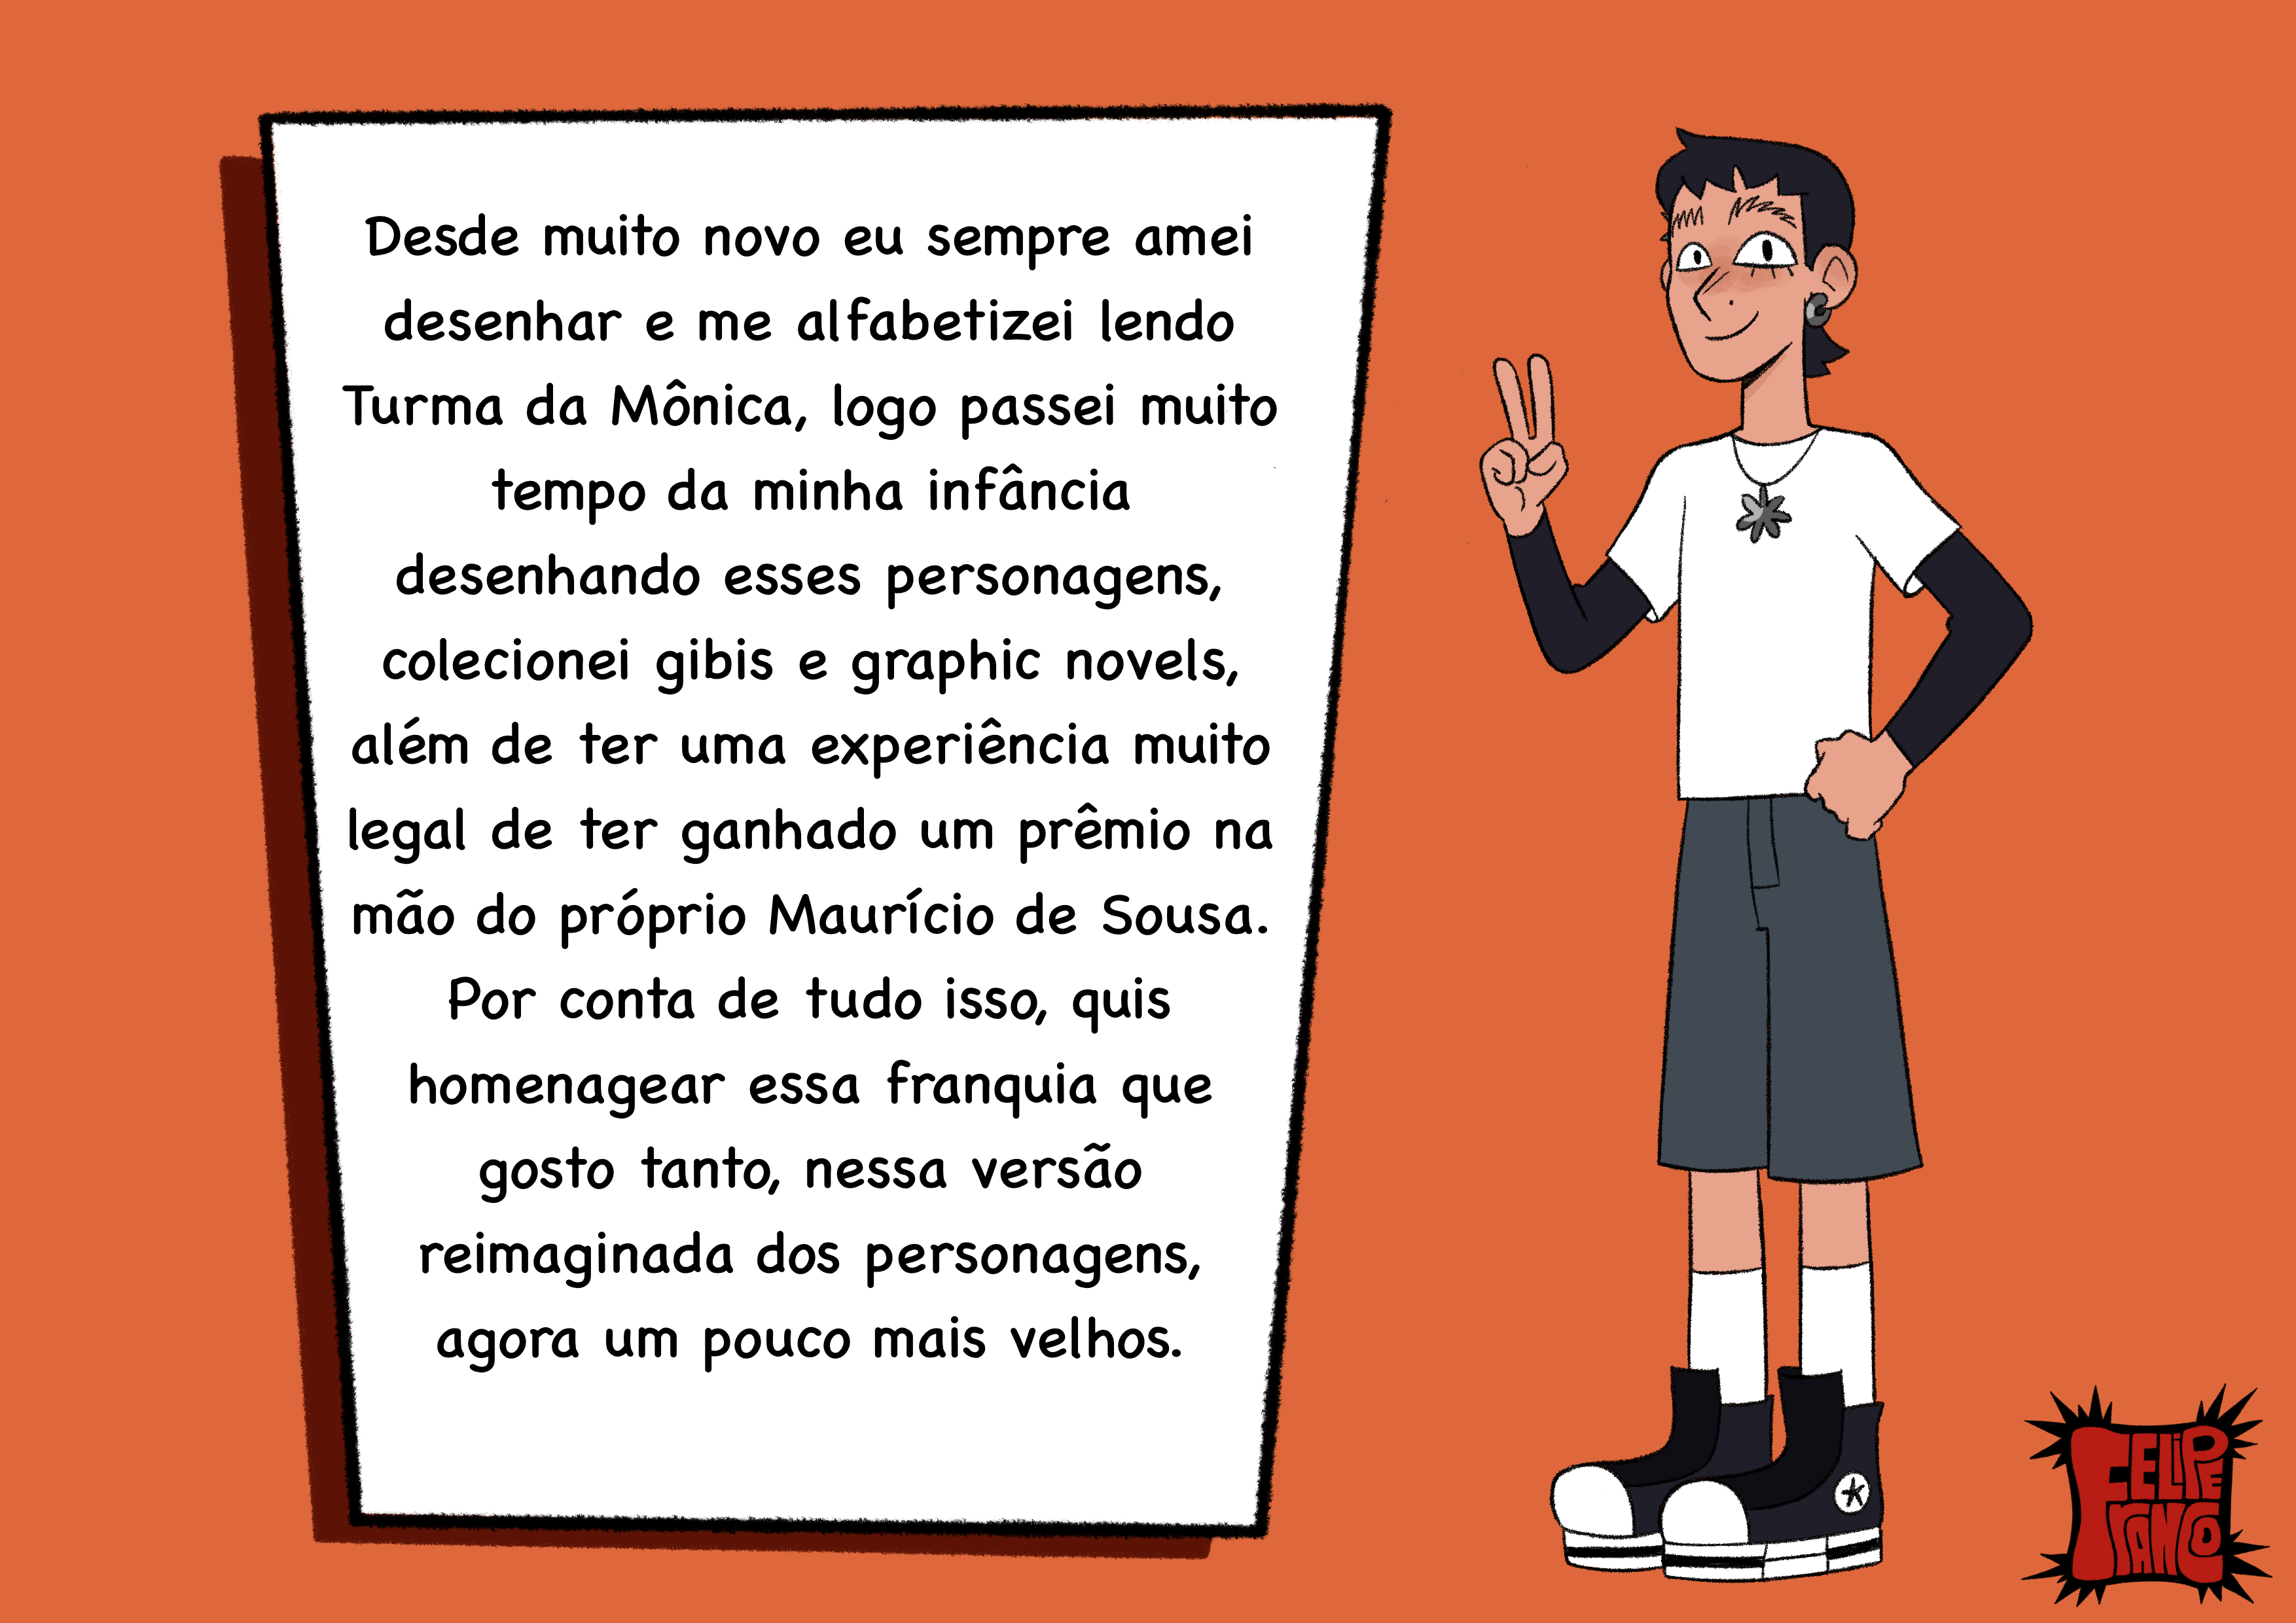 Desde muito novo eu sempre amei
desenhar e me alfabetizei lendo
Turma da Mônica, logo passei muito
tempo da minha infância
desenhando esses personagens,
colecionei gibis e graphic novels,
além de ter uma experiência muito
legal de ter ganhado um prêmio na
mão do próprio Maurício de Sousa.
Por conta de tudo isso, quis
homenagear essa franquia que
gosto tanto, nessa versão
reimaginada dos personagens,
agora um pouco mais velhos.
FELIPE
FRANCO